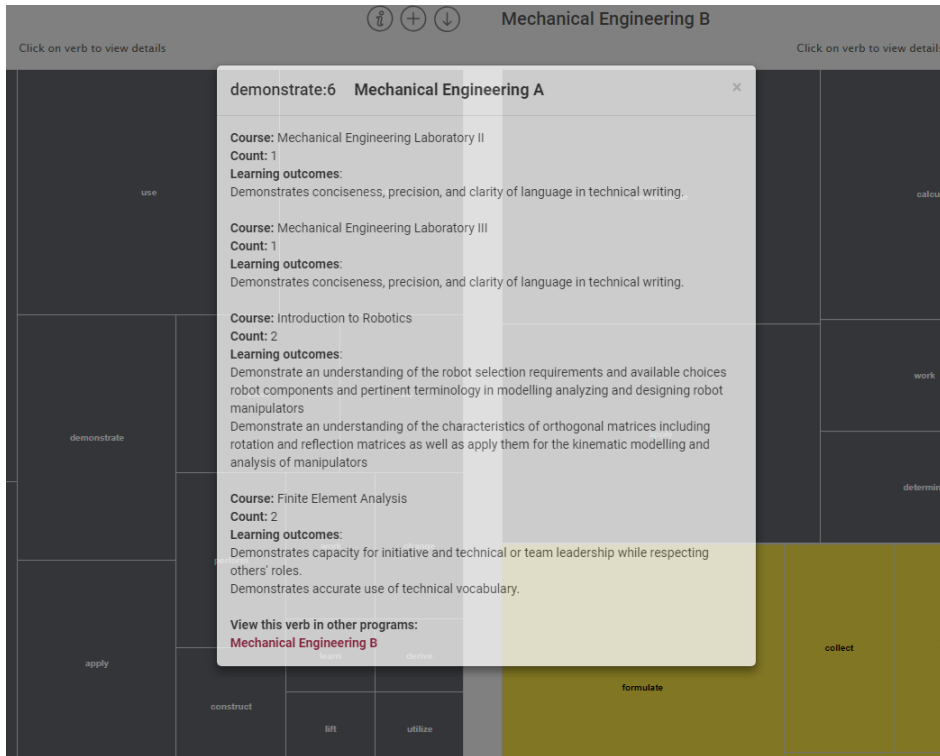 Mechanical Engineering B
Click on verb to view details
Click on verb to view details
demonstrate:6 Mechanical Engineering A ×
Course: Mechanical Engineering Laboratory II
Count: 1
Learning outcomes:
Demonstrates conciseness, precision, and clarity of language in technical writing.
Course: Mechanical Engineering Laboratory III
Count: 1
Learning outcomes:
Demonstrates conciseness, precision, and clarity of language in technical writing.
Course: Introduction to Robotics
Count: 2
Learning outcomes:
Demonstrate an understanding of the robot selection requirements and available choices
robot components and pertinent terminology in modelling analyzing and designing robot
manipulators
Demonstrate an understanding of the characteristics of orthogonal matrices including
rotation and reflection matrices as well as apply them for the kinematic modelling and
analysis of manipulators
Course: Finite Element Analysis
Count: 2
Learning outcomes:
Demonstrates capacity for initiative and technical or team leadership while respecting
others' roles.
Demonstrates accurate use of technical vocabulary.
View this verb in other programs:
Mechanical Engineering B
use
demonstrate
apply
construct
learn
derive
lift
utilize
calcu
work
determin
formulate
collect